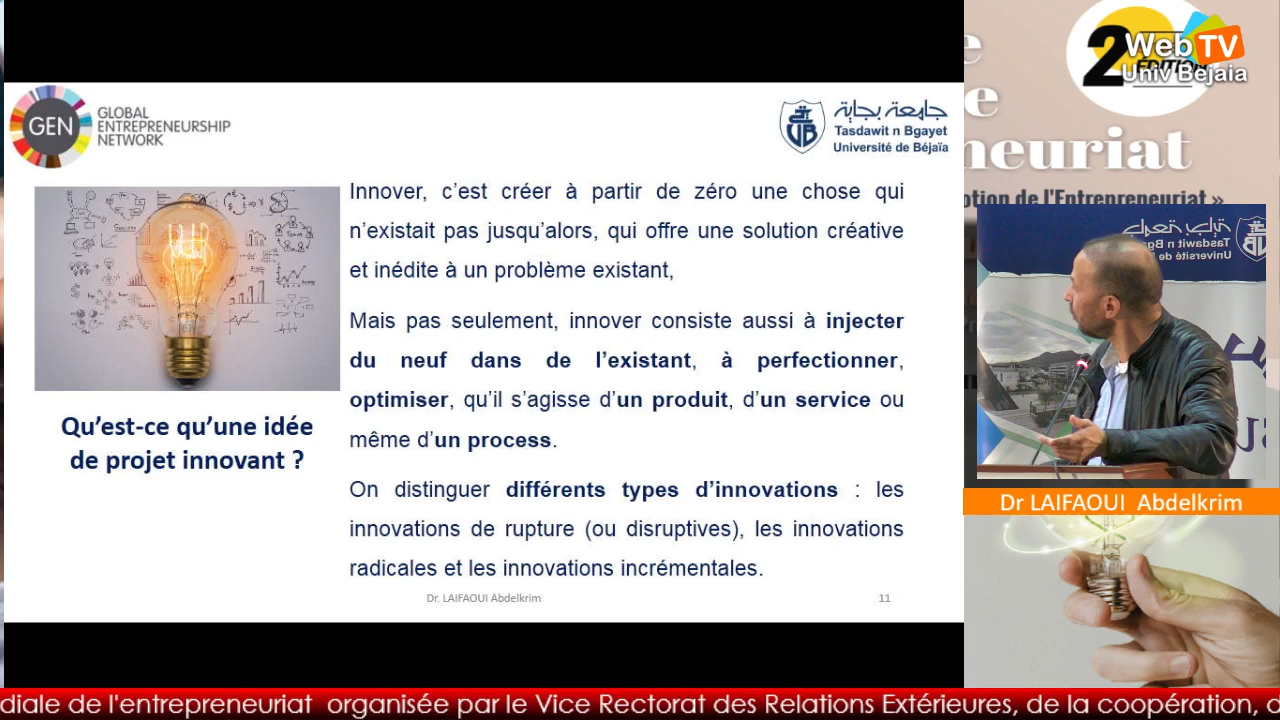 GEN
GLOBAL
ENTREPRENEURSHIP
NETWORK
جامعة بجاية
Tasdawit n Bgayet
Université de Béjaïa
Innover, c’est créer à partir de zéro une chose qui
n’existait pas jusqu’alors, qui offre une solution créative
et inédite à un problème existant,
Mais pas seulement, innover consiste aussi à injecter
du neuf dans de l’existant, à perfectionner,
optimiser, qu’il s’agisse d’un produit, d’un service ou
même d’un process.
On distinguer différents types d’innovations : les
innovations de rupture (ou disruptives), les innovations
radicales et les innovations incrémentales.
Qu’est-ce qu’une idée
de projet innovant ?
Dr. LAIFAOUI Abdelkrim
11
2
ÉDITION
Web TV
Univ Bejaia
neuriat
de l'Entrepreneuriat »
Dr LAIFAOUI Abdelkrim
diale de l'entrepreneuriat organisée par le Vice Rectorat des Relations Extérieures, de la coopération,